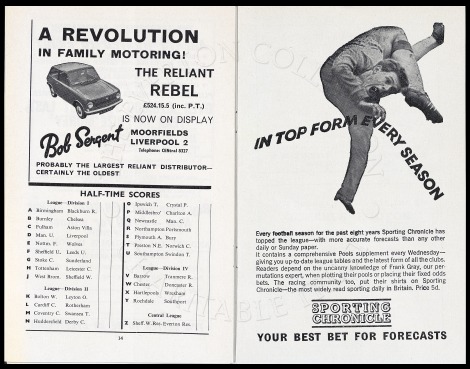 A REVOLUTION
IN FAMILY MOTORING!
THE RELIANT
REBEL
£524.15.5 (inc. P.T.)
IS NOW ON DISPLAY
Bob Sergent
MOORFIELDS
LIVERPOOL 2
Telephone: CENtral 8227
PROBABLY THE LARGEST RELIANT DISTRIBUTOR—
CERTAINLY THE OLDEST
HALF-TIME SCORES
League—Division I
A Birmingham Blackburn R.
B Burnley Chelsea
C Fulham Aston Villa
D Man. U. Liverpool
E Nottm. F. Wolves
F Sheffield U. Leeds U.
G Stoke C. Sunderland
H Tottenham Leicester C.
J West Brom. Sheffield W.
League—Division II
K Bolton W. Leyton O.
L Cardiff C. Rotherham
M Coventry C. Swansea T.
N Huddersfield Derby C.
O Ipswich T. Crystal P.
P Middlesbro' Charlton A.
Q Newcastle Man. C.
R Northampton Portsmouth
S Plymouth A. Bury
T Preston N.E. Norwich C.
U Southampton Swindon T.
League—Division IV
V Barrow Tranmere R.
W Chester Doncaster R.
X Hartlepools Wrexham
Y Rochdale Southport
Central League
Z Sheff. W. Res. Everton Res.
14
IN TOP FORM EVERY SEASON
Every football season for the past eight years Sporting Chronicle has
topped the league—with more accurate forecasts than any other
daily or Sunday paper.
It contains a comprehensive Pools supplement every Wednesday—
giving you up to date league tables and the latest form of all the clubs.
Readers depend on the uncanny knowledge of Frank Gray, our per-
mutations expert, when plotting their pools or placing their fixed odds
bets. The racing community too, put their shirts on Sporting
Chronicle—the most widely read sporting daily in Britain. Price 5d.
SPORTING
CHRONICLE
YOUR BEST BET FOR FORECASTS